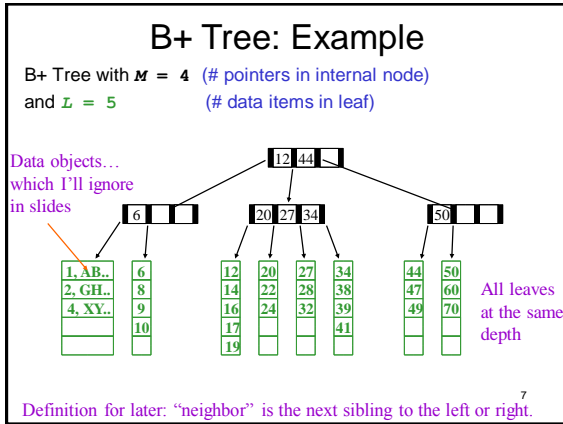 B+ Tree: Example
B+ Tree with M = 4 (# pointers in internal node)
and L = 5 (# data items in leaf)
Data objects…
which I'll ignore
in slides
12 44
6
20 27 34
50
1, AB.. 6 12 20 27 34 44 50
2, GH.. 8 14 22 28 38 47 60
4, XY.. 9 16 24 32 39 49 70
10 17 41
19
All leaves
at the same
depth
7
Definition for later: "neighbor" is the next sibling to the left or right.